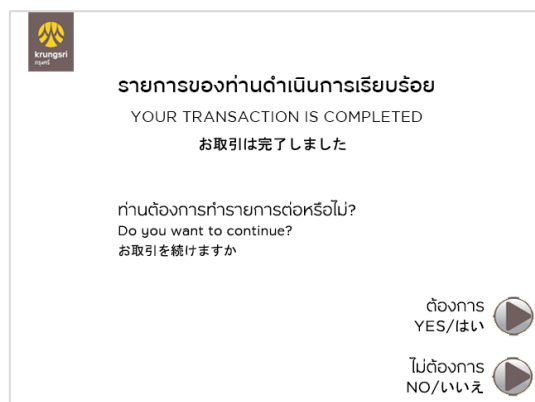 krungsri
กรุงศรี
รายการของท่านดำเนินการเรียบร้อย
YOUR TRANSACTION IS COMPLETED
お取引は完了しました
ท่านต้องการทำรายการต่อหรือไม่?
Do you want to continue?
お取引を続けますか
ต้องการ
YES/はい
ไม่ต้องการ
NO/いいえ